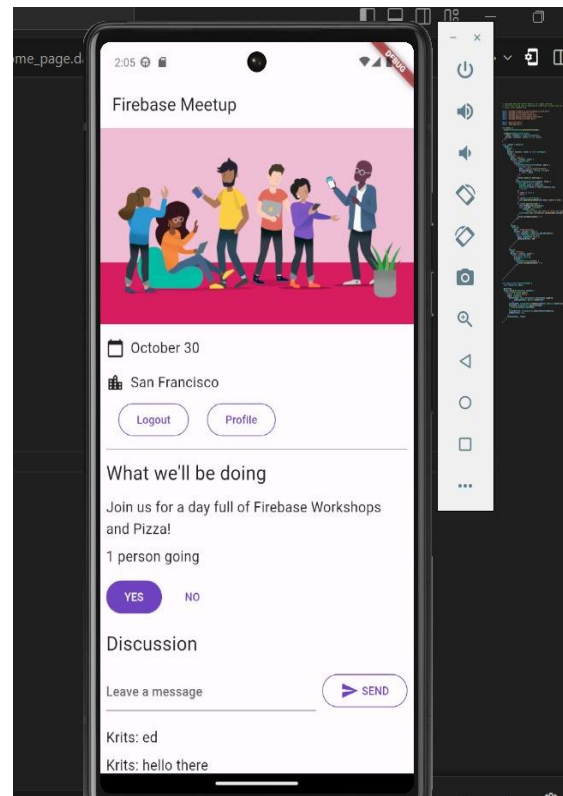 ome_page.da
2:05
DEBUG
Firebase Meetup
October 30
San Francisco
Logout
Profile
What we'll be doing
Join us for a day full of Firebase Workshops
and Pizza!
1 person going
YES
NO
Discussion
Leave a message
SEND
Krits: ed
Krits: hello there